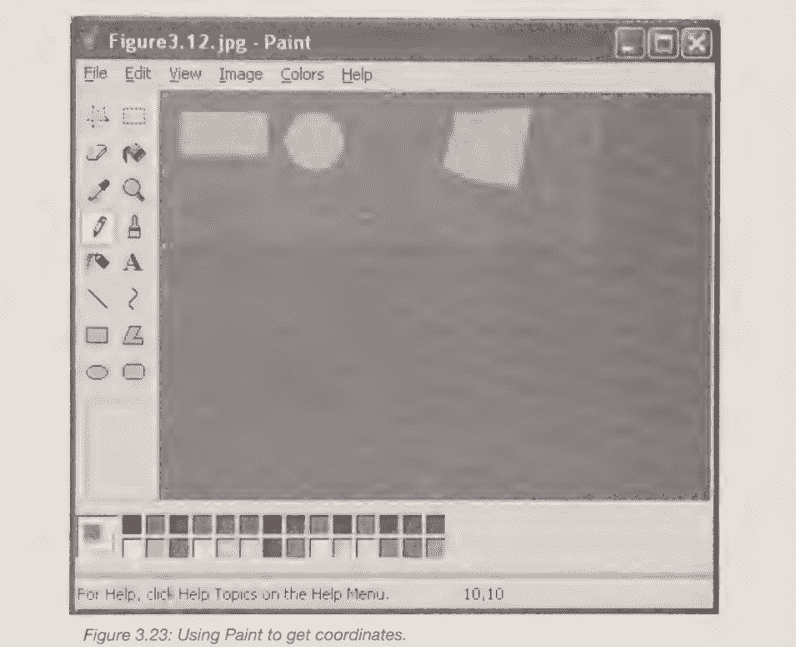 Figure3.12.jpg - Paint
File Edit View Image Colors Help
A
For Help, click Help Topics on the Help Menu. 10,10
Figure 3.23: Using Paint to get coordinates.